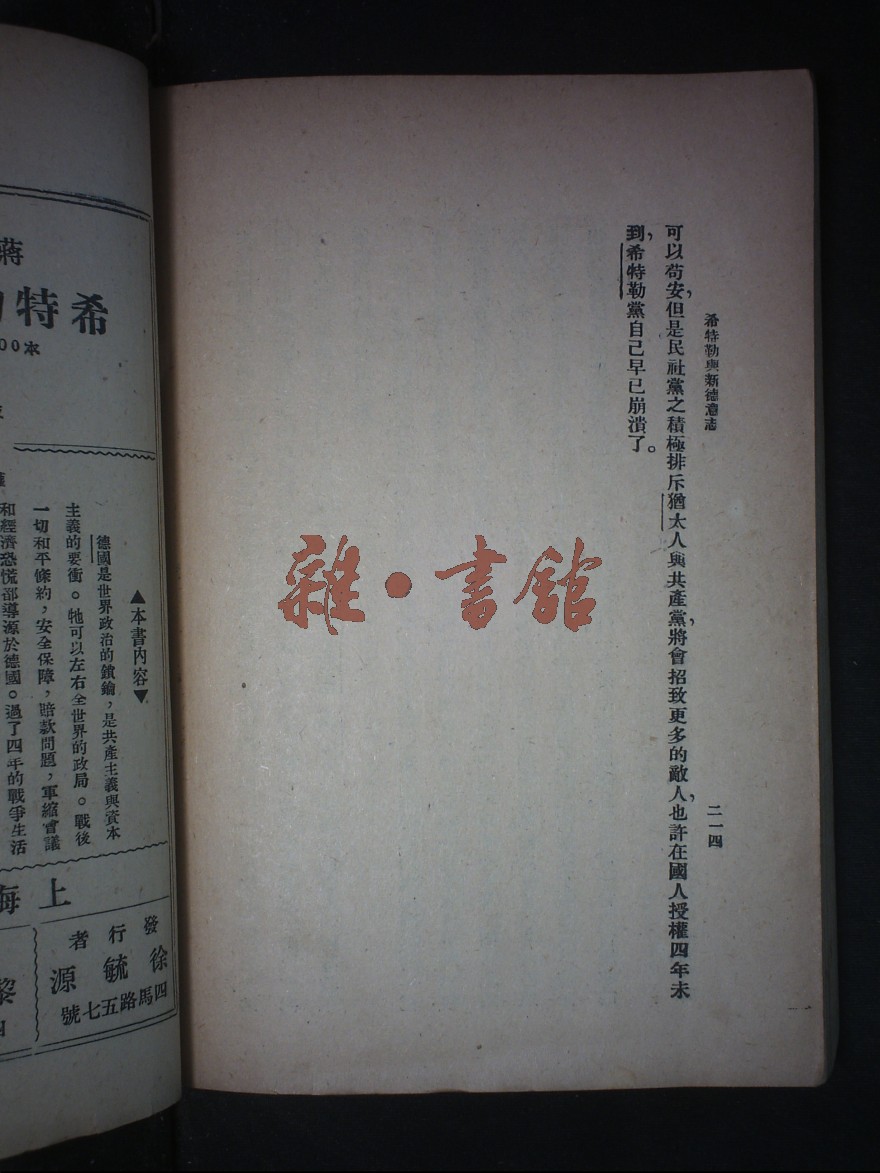 希特勒與新德意志
二一四
可以苟安，但是民社黨之積極排斥猶太人與共產黨，將會招致更多的敵人，也許在國人授權四年未
到，希特勒黨自己早已崩潰了。
雜・書館
蔣
希特
00本
▲本書內容▼
德國是世界政治的鎖鑰，是共產主義與資本
主義的要衝。牠可以左右全世界的政局。戰後
一切和平條約，安全保障，賠款問題，軍縮會議
和經濟恐慌都導源於德國。過了四年的戰爭生活
上海
發行者
徐毓源
四馬路五七號
黎